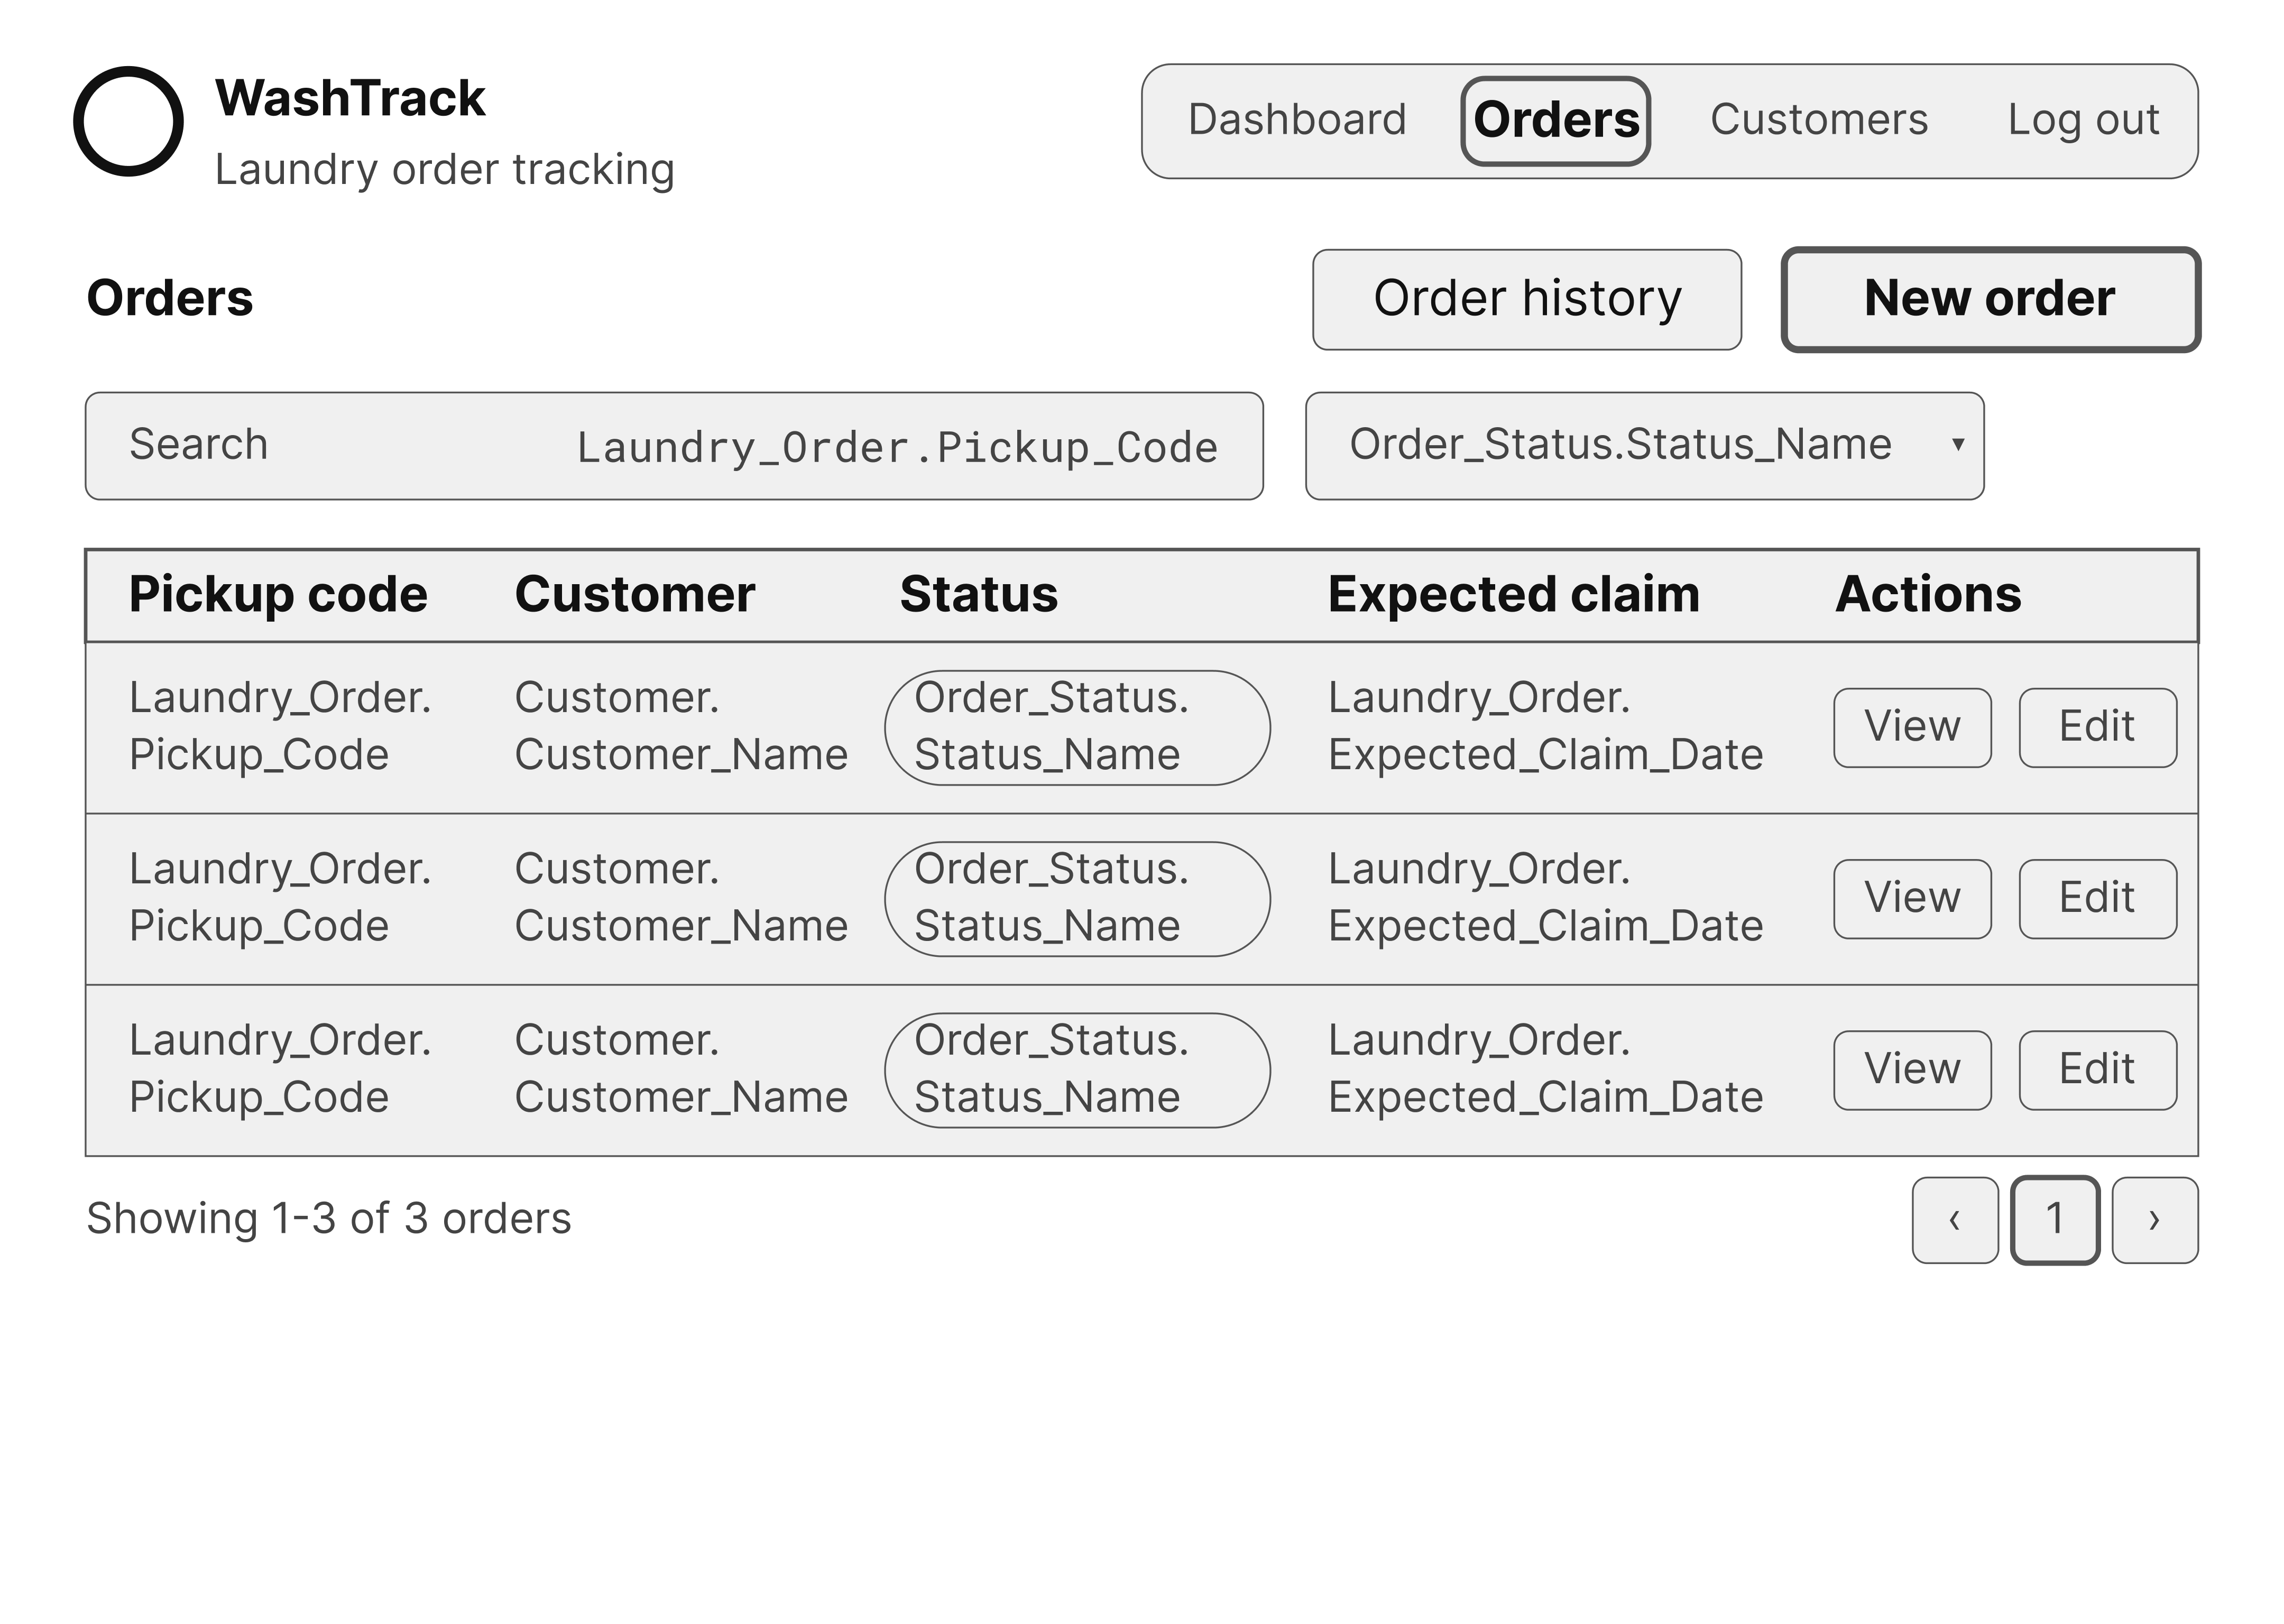 WashTrack
Laundry order tracking
Dashboard Orders Customers Log out
Orders
Order history
New order
Search Laundry_Order.Pickup_Code
Order_Status.Status_Name ▾
Pickup code Customer Status Expected claim Actions
Laundry_Order. Customer. Order_Status. Laundry_Order.
Pickup_Code Customer_Name Status_Name Expected_Claim_Date
View Edit
Laundry_Order. Customer. Order_Status. Laundry_Order.
Pickup_Code Customer_Name Status_Name Expected_Claim_Date
View Edit
Laundry_Order. Customer. Order_Status. Laundry_Order.
Pickup_Code Customer_Name Status_Name Expected_Claim_Date
View Edit
Showing 1-3 of 3 orders
‹ 1 ›